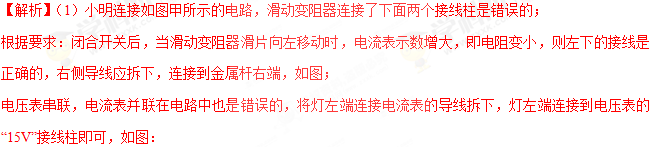 【解析】（1）小明连接如图甲所示的电路，滑动变阻器连接了下面两个接线柱是错误的；
根据要求：闭合开关后，当滑动变阻器滑片向左移动时，电流表示数增大，即电阻变小，则左下的接线是
正确的，右侧导线应拆下，连接到金属杆右端，如图；
电压表串联，电流表并联在电路中也是错误的，将灯左端连接电流表的导线拆下，灯左端连接到电压表的
“15V”接线柱即可，如图：